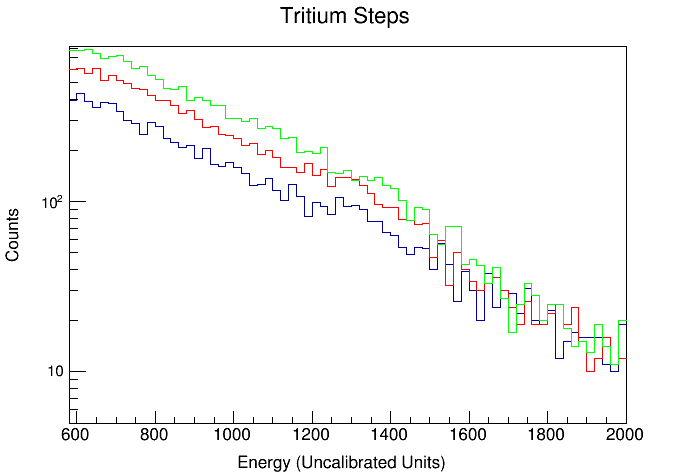 Tritium Steps
Counts
10²
10
600 800 1000 1200 1400 1600 1800 2000
Energy (Uncalibrated Units)